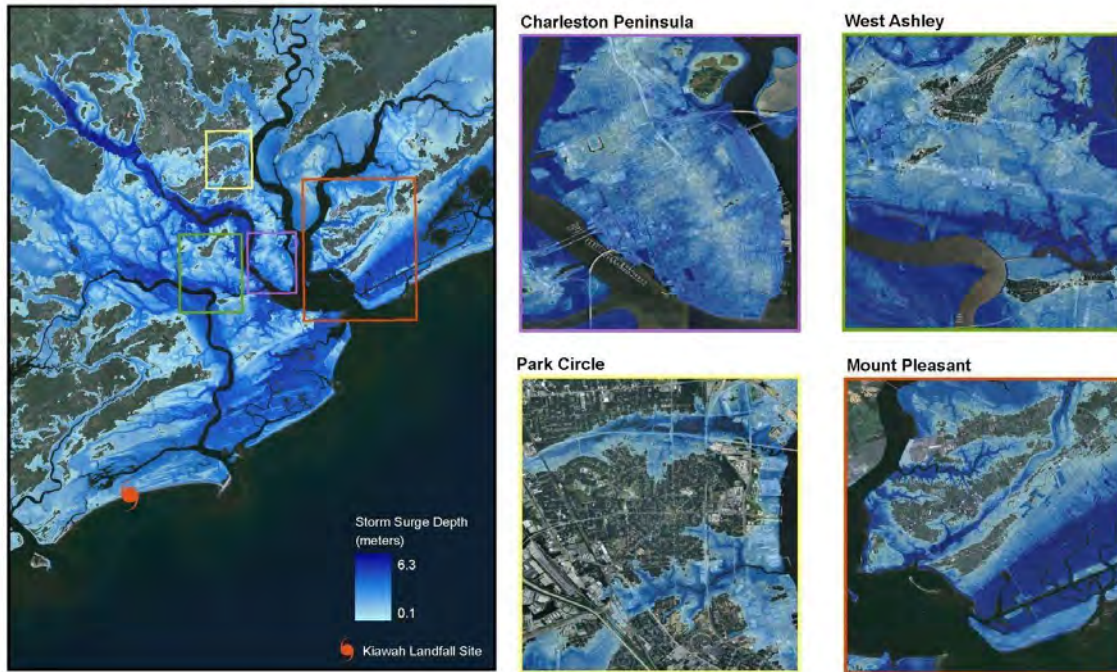 Charleston Peninsula
West Ashley
Park Circle
Mount Pleasant
Storm Surge Depth
(meters)
6.3
0.1
Kiawah Landfall Site